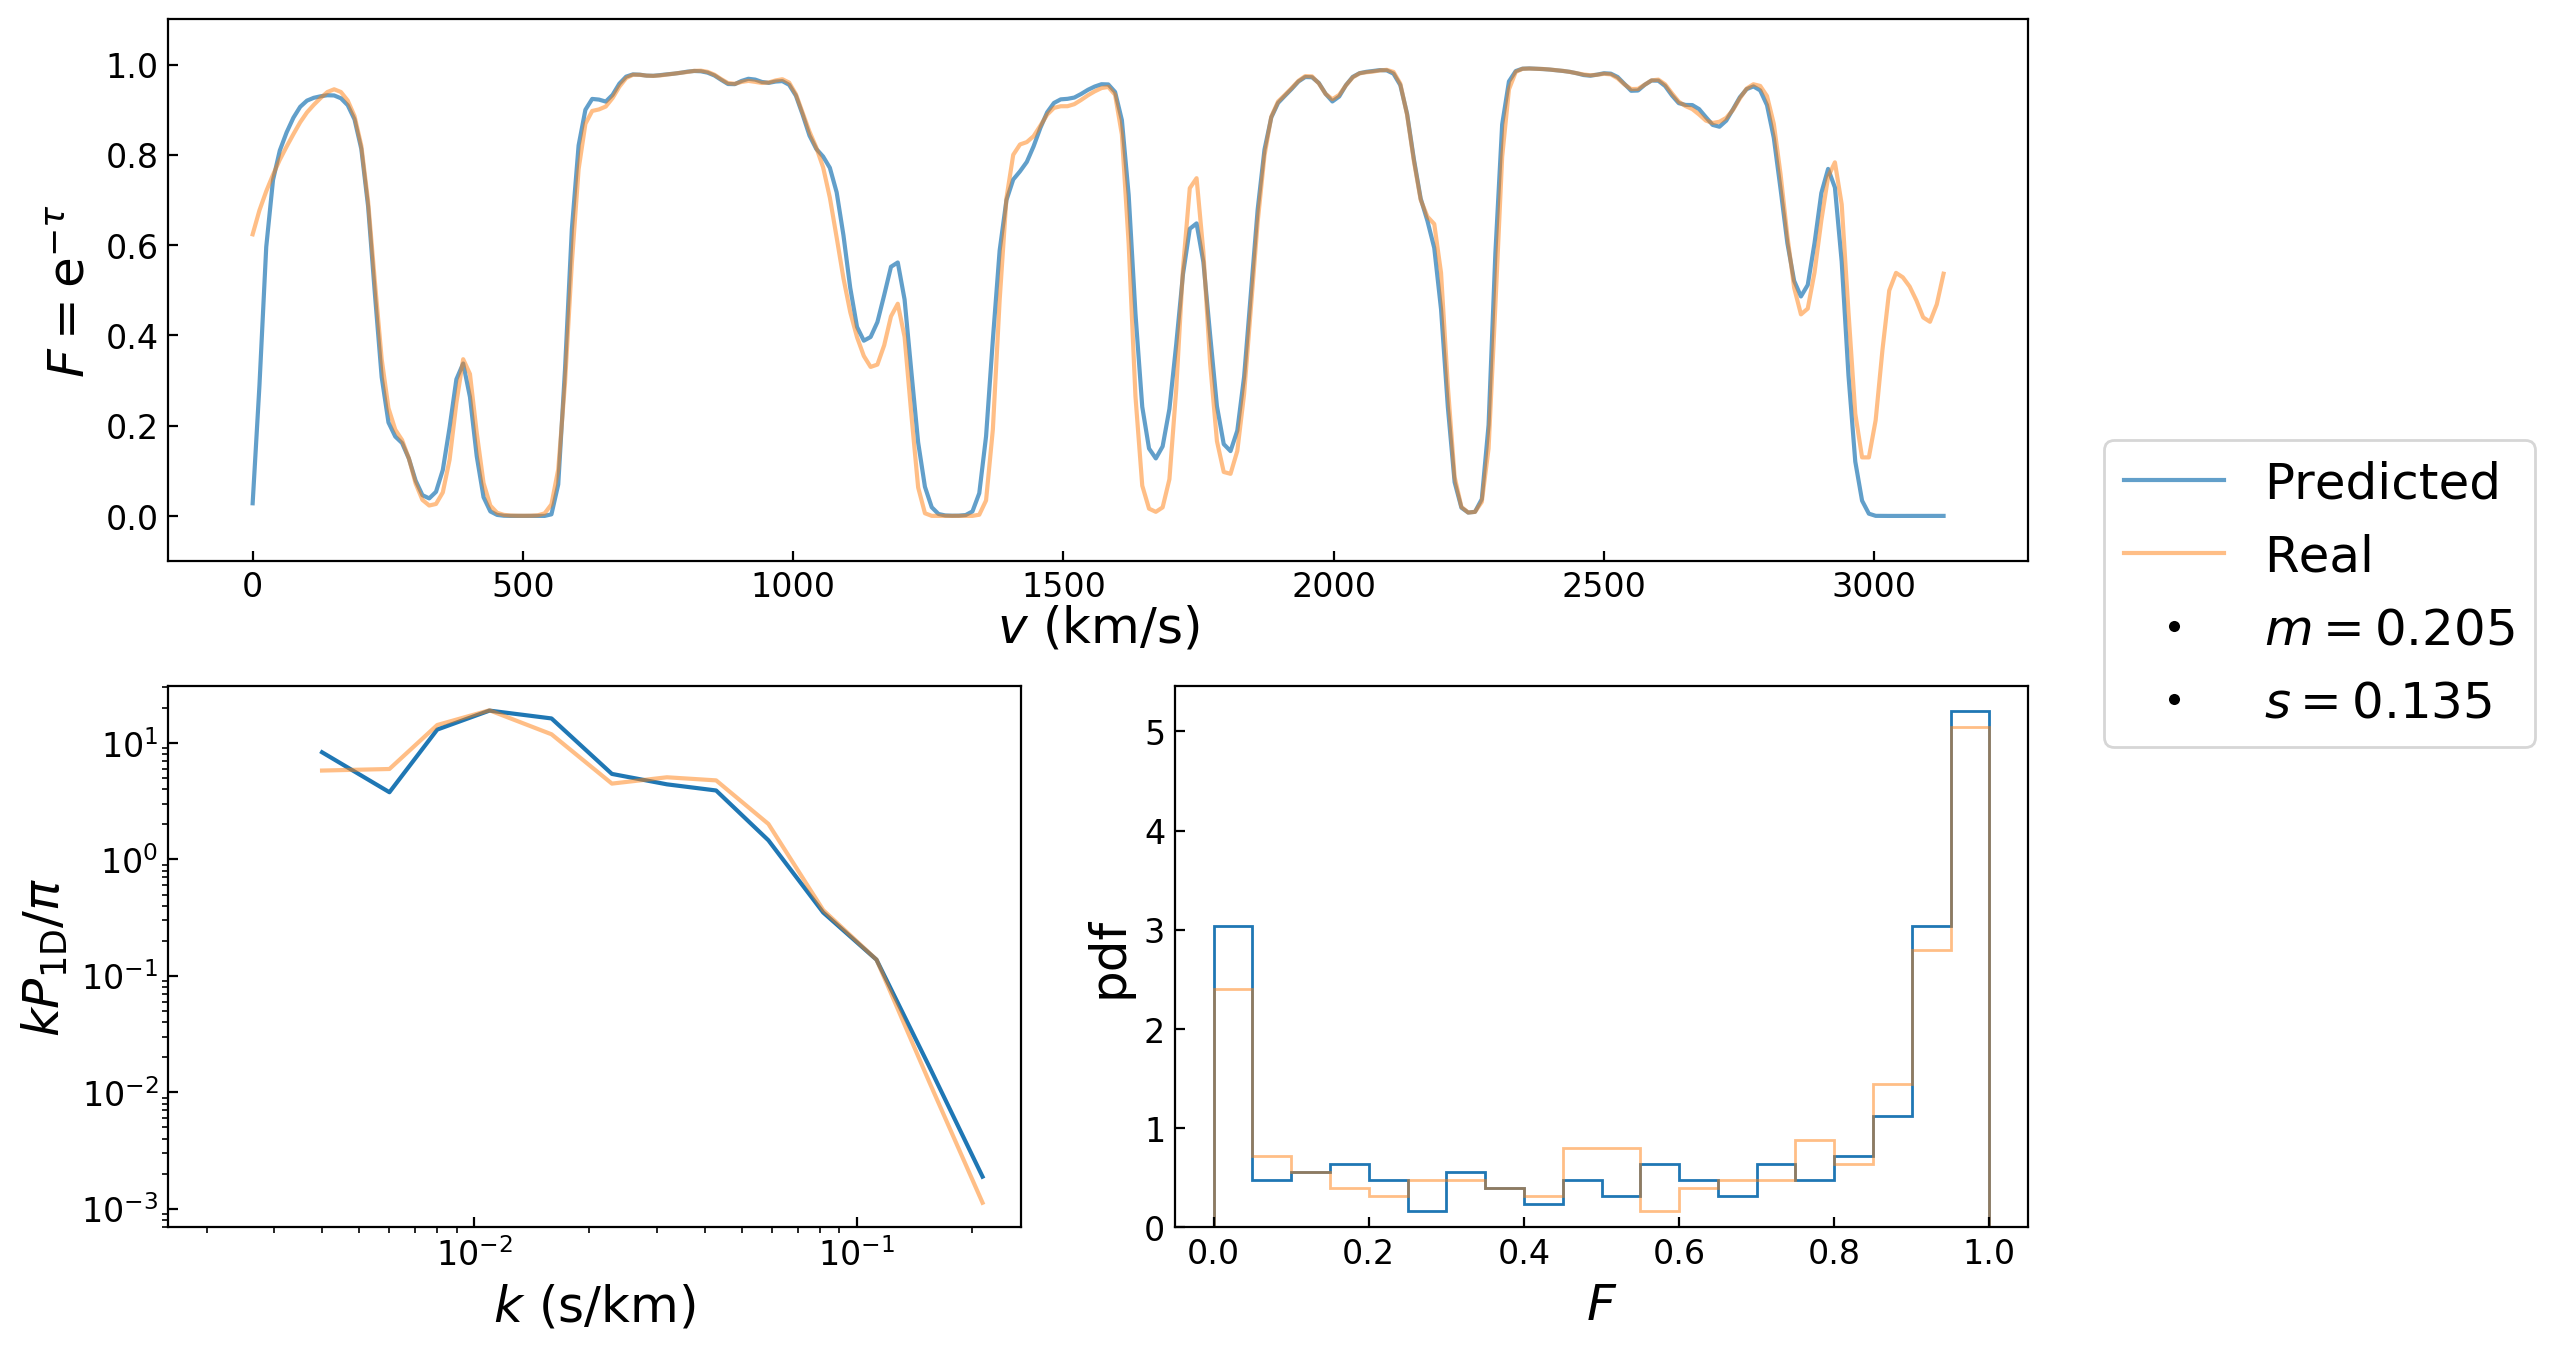 F = e^{-τ}
1.0
0.8
0.6
0.4
0.2
0.0
0 500 1000 1500 2000 2500 3000
v (km/s)
Predicted
Real
m = 0.205
s = 0.135
kP_{1D}/π
10^1
10^0
10^{-1}
10^{-2}
10^{-3}
10^{-2} 10^{-1}
k (s/km)
pdf
5
4
3
2
1
0
0.0 0.2 0.4 0.6 0.8 1.0
F